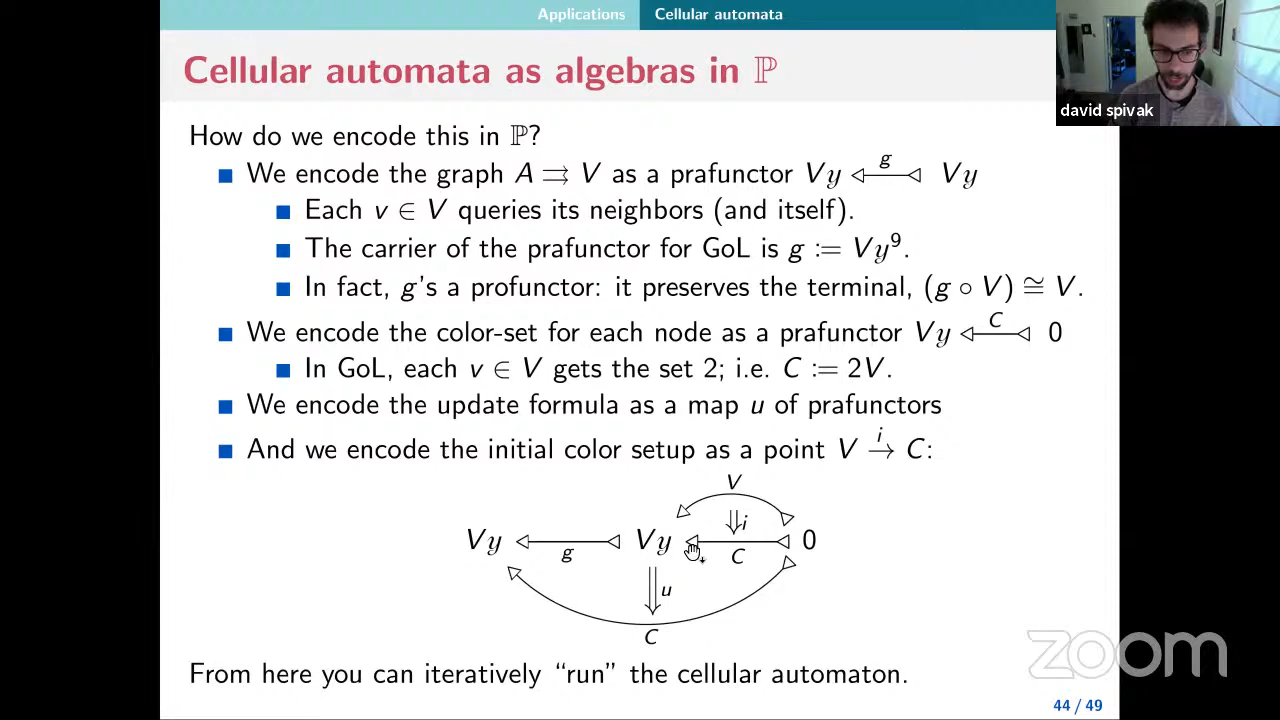 Applications Cellular automata
Cellular automata as algebras in ℙ
david spivak
How do we encode this in ℙ?
We encode the graph A ⇉ V as a prafunctor Vy ◁—g—◁ Vy
Each v ∈ V queries its neighbors (and itself).
The carrier of the prafunctor for GoL is g := Vy⁹.
In fact, g's a profunctor: it preserves the terminal, (g ∘ V) ≅ V.
We encode the color-set for each node as a prafunctor Vy ◁—C—◁ 0
In GoL, each v ∈ V gets the set 2; i.e. C := 2V.
We encode the update formula as a map u of prafunctors
And we encode the initial color setup as a point V —i→ C:
V
i
Vy Vy 0
g C
u
C
From here you can iteratively “run” the cellular automaton.
zoom
44 / 49